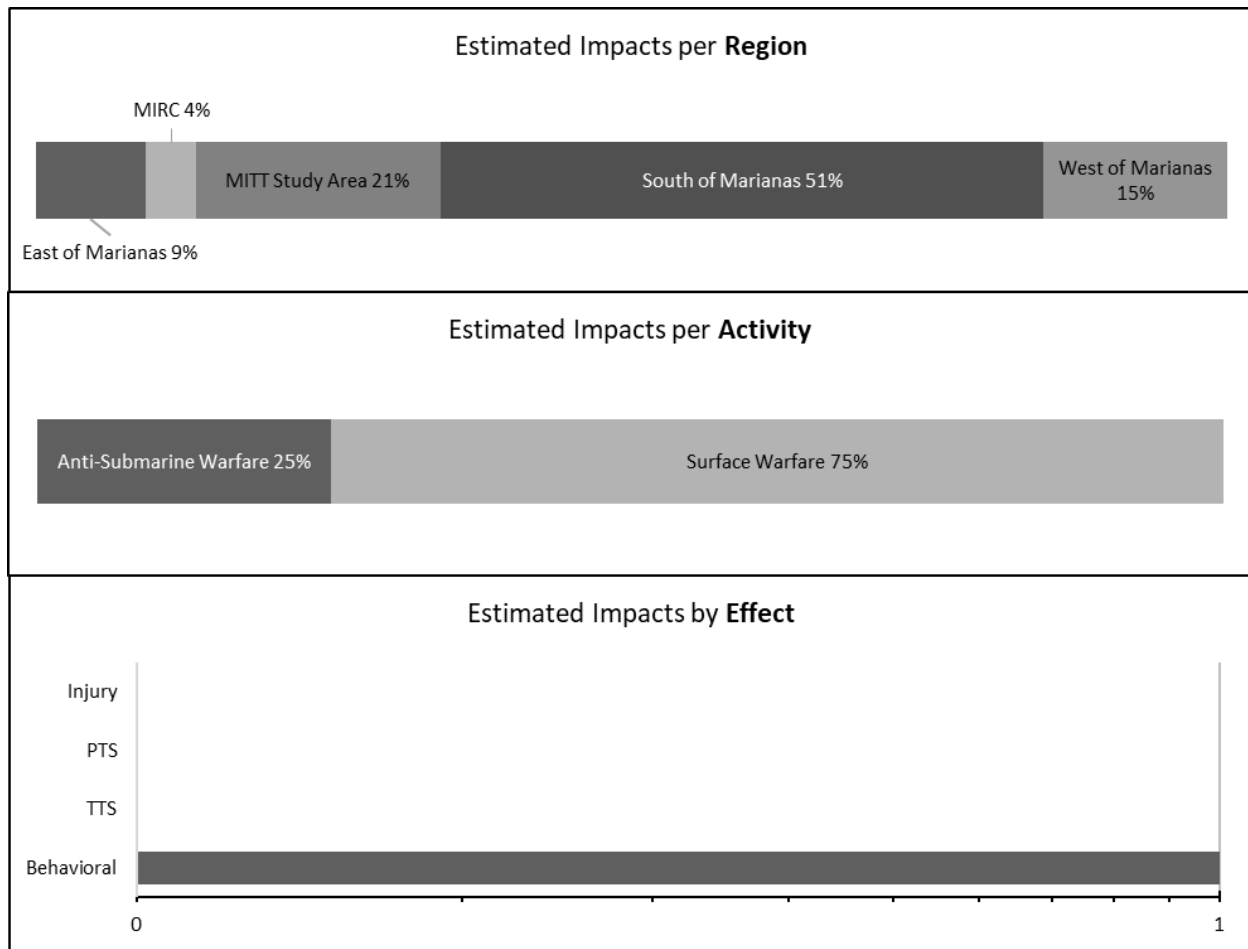 Estimated Impacts per Region
MIRC 4%
MITT Study Area 21%
South of Marianas 51%
West of Marianas
15%
East of Marianas 9%
Estimated Impacts per Activity
Anti-Submarine Warfare 25%
Surface Warfare 75%
Estimated Impacts by Effect
Injury
PTS
TTS
Behavioral
0
1